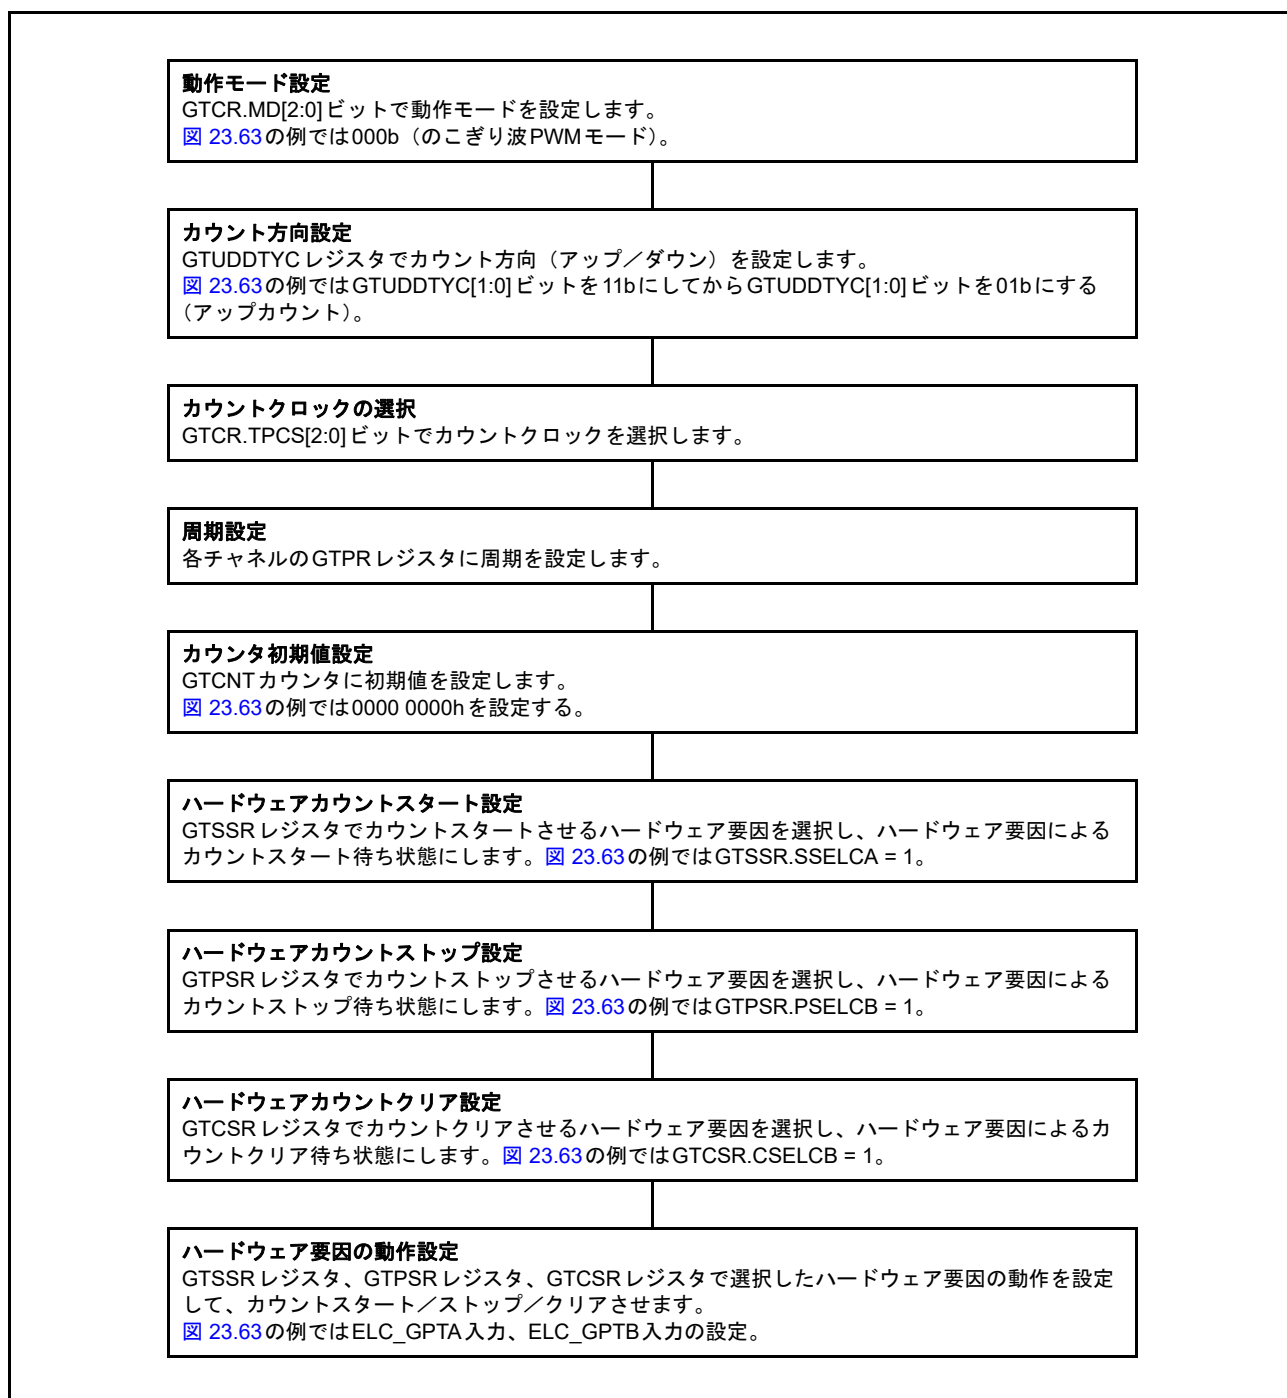 動作モード設定
GTCR.MD[2:0]ビットで動作モードを設定します。
図 23.63の例では000b（のこぎり波PWMモード）。
カウント方向設定
GTUDDTYCレジスタでカウント方向（アップ／ダウン）を設定します。
図 23.63の例ではGTUDDTYC[1:0]ビットを11bにしてからGTUDDTYC[1:0]ビットを01bにする
（アップカウント）。
カウントクロックの選択
GTCR.TPCS[2:0]ビットでカウントクロックを選択します。
周期設定
各チャネルのGTPRレジスタに周期を設定します。
カウンタ初期値設定
GTCNTカウンタに初期値を設定します。
図 23.63の例では0000 0000hを設定する。
ハードウェアカウントスタート設定
GTSSRレジスタでカウントスタートさせるハードウェア要因を選択し、ハードウェア要因による
カウントスタート待ち状態にします。図 23.63の例ではGTSSR.SSELCA = 1。
ハードウェアカウントストップ設定
GTPSRレジスタでカウントストップさせるハードウェア要因を選択し、ハードウェア要因による
カウントストップ待ち状態にします。図 23.63の例ではGTPSR.PSELCB = 1。
ハードウェアカウントクリア設定
GTCSRレジスタでカウントクリアさせるハードウェア要因を選択し、ハードウェア要因によるカ
ウントクリア待ち状態にします。図 23.63の例ではGTCSR.CSELCB = 1。
ハードウェア要因の動作設定
GTSSRレジスタ、GTPSRレジスタ、GTCSRレジスタで選択したハードウェア要因の動作を設定
して、カウントスタート／ストップ／クリアさせます。
図 23.63の例ではELC_GPTA入力、ELC_GPTB入力の設定。